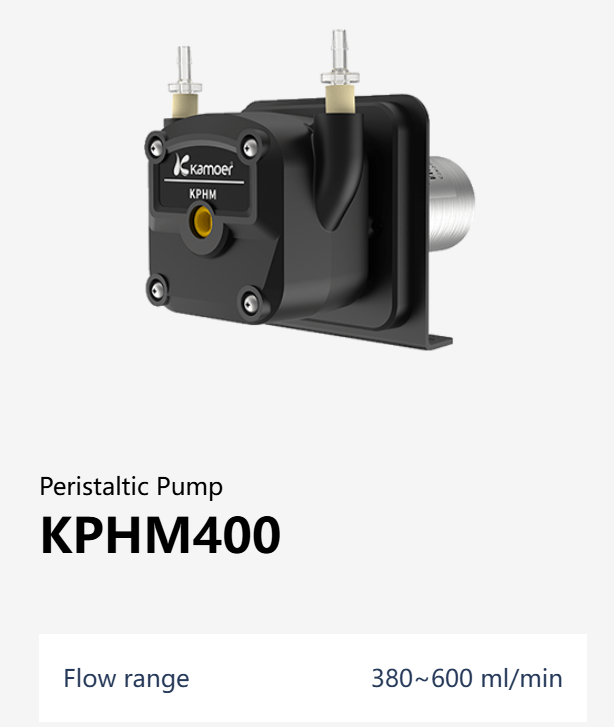 Kamoer
KPHM
Peristaltic Pump
KPHM400
Flow range 380~600 ml/min